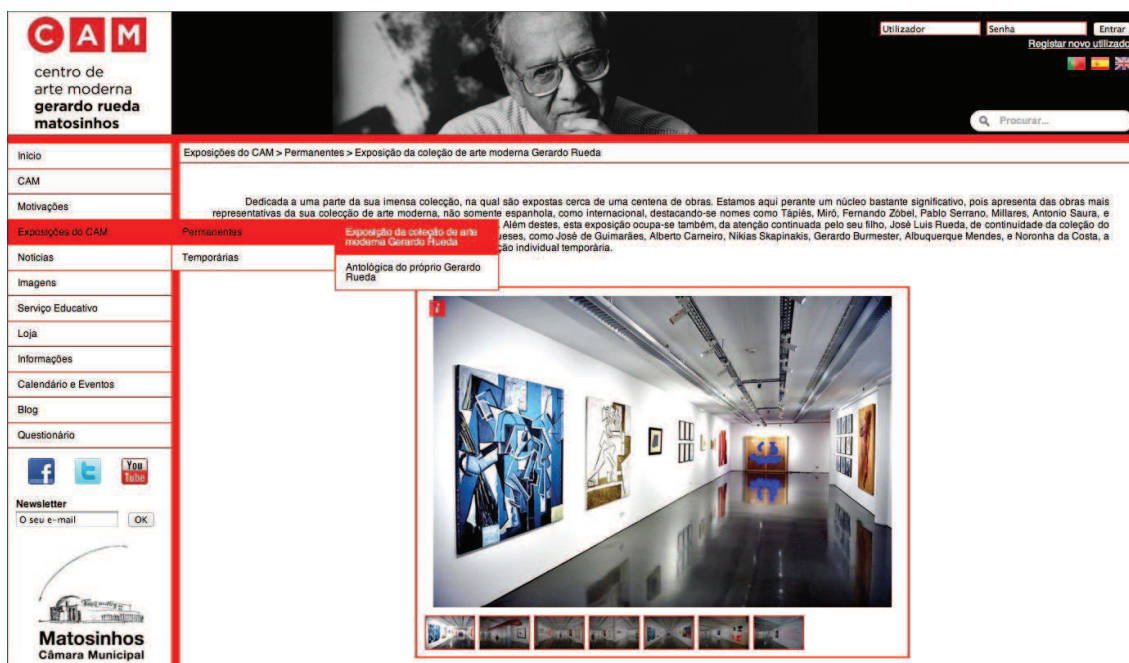 CAM
centro de
arte moderna
gerardo rueda
matosinhos
Utilizador
Senha
Entrar
Registar novo utilizado
Procurar...
Início
CAM
Motivações
Exposições do CAM
Notícias
Imagens
Serviço Educativo
Loja
Informações
Calendário e Eventos
Blog
Questionário
You
Tube
Newsletter
O seu e-mail
OK
Matosinhos
Câmara Municipal
Exposições do CAM > Permanentes > Exposição da coleção de arte moderna Gerardo Rueda
Dedicada a uma parte da sua imensa colecção, na qual são expostas cerca de uma centena de obras. Estamos aqui perante um núcleo bastante significativo, pois apresenta das obras mais
representativas da sua colecção de arte moderna, não somente espanhola, como internacional, destacando-se nomes como Tápiés, Miró, Fernando Zóbel, Pablo Serrano, Millares, Antonio Saura, e
Além destes, esta exposição ocupa-se também, da atenção continuada pelo seu filho, José Luis Rueda, de continuidade da coleção do
ueses, como José de Guimarães, Alberto Carneiro, Nikias Skapinakis, Gerardo Burmester, Albuquerque Mendes, e Noronha da Costa, a
ção individual temporária.
Permanentes
Temporárias
Exposição da coleção de arte
moderna Gerardo Rueda
Antológica do próprio Gerardo
Rueda
i